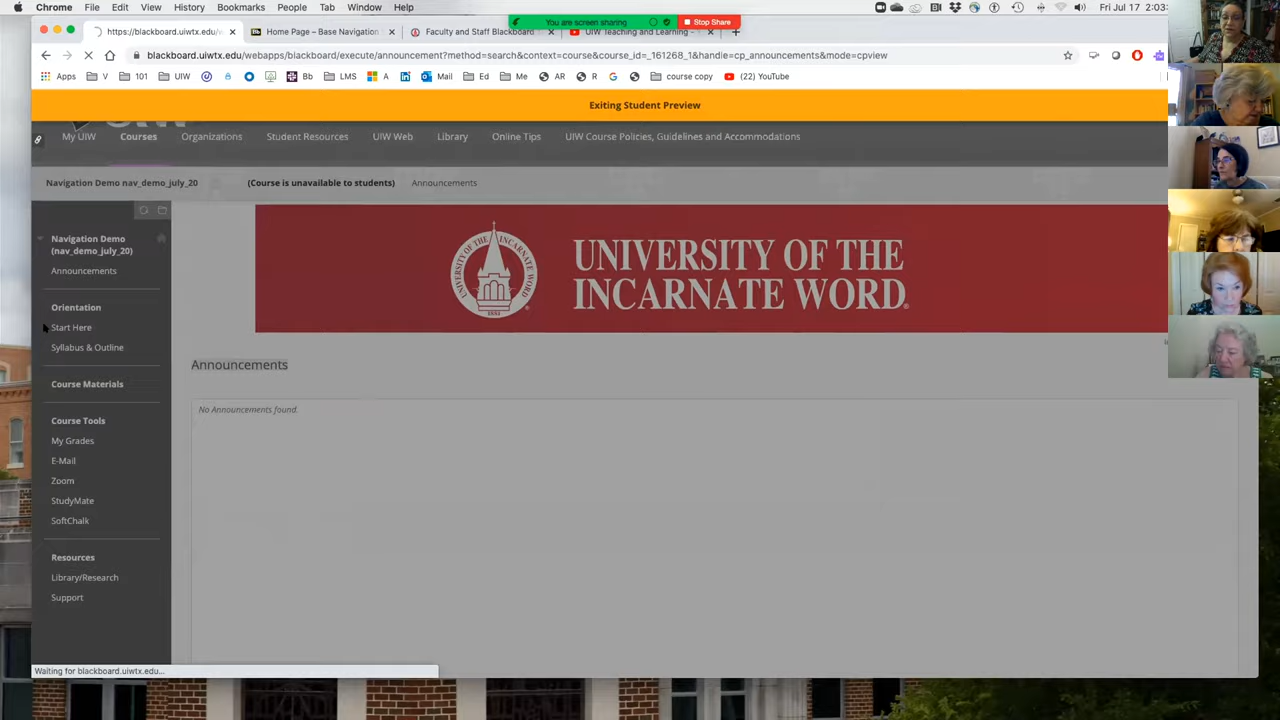 Chrome File Edit View History Bookmarks People Tab Window Help
Fri Jul 17 2:03
You are screen sharing Stop Share
https://blackboard.uiwtx.edu/w
Home Page – Base Navigation
Faculty and Staff Blackboard
UIW Teaching and Learning -
blackboard.uiwtx.edu/webapps/blackboard/execute/announcement?method=search&context=course&course_id=_161268_1&handle=cp_announcements&mode=cpview
Apps V 101 UIW Bb LMS A Mail Ed Me AR R course copy (22) YouTube
Exiting Student Preview
My UIW Courses Organizations Student Resources UIW Web Library Online Tips UIW Course Policies, Guidelines and Accommodations
Navigation Demo nav_demo_july_20 (Course is unavailable to students) Announcements
Navigation Demo
(nav_demo_july_20)
Announcements
Orientation
Start Here
Syllabus & Outline
Course Materials
Course Tools
My Grades
E-Mail
Zoom
StudyMate
SoftChalk
Resources
Library/Research
Support
UNIVERSITY OF THE
INCARNATE WORD
Announcements
No Announcements found.
Waiting for blackboard.uiwtx.edu...